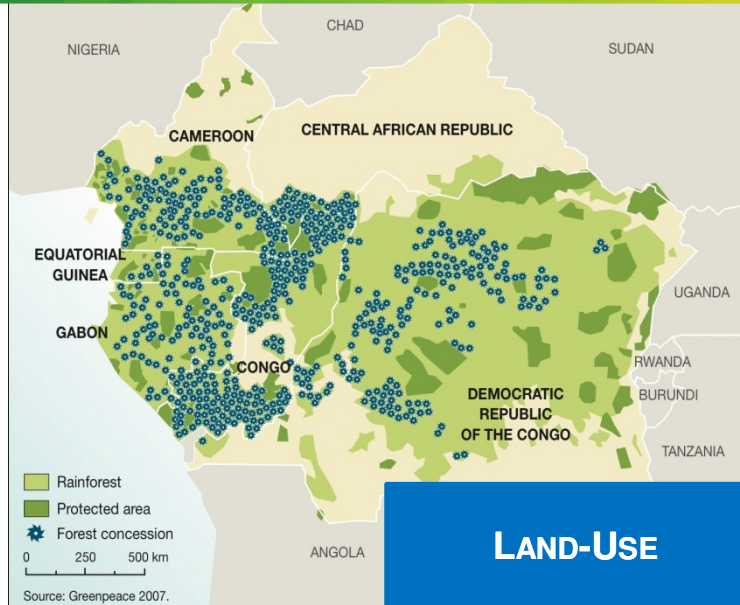 CHAD
NIGERIA
SUDAN
CENTRAL AFRICAN REPUBLIC
CAMEROON
EQUATORIAL
GUINEA
UGANDA
GABON
RWANDA
CONGO
BURUNDI
DEMOCRATIC
REPUBLIC
OF THE CONGO
TANZANIA
Rainforest
Protected area
Forest concession
0 250 500 km
Source: Greenpeace 2007.
ANGOLA
LAND-USE